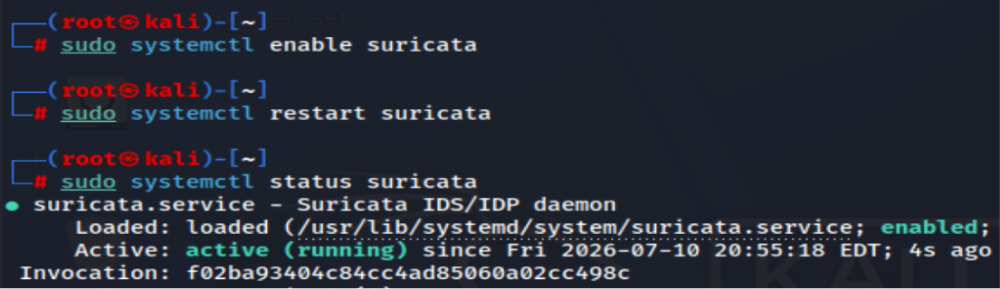 (root㉿kali)-[~]
# sudo systemctl enable suricata
(root㉿kali)-[~]
# sudo systemctl restart suricata
(root㉿kali)-[~]
# sudo systemctl status suricata
● suricata.service – Suricata IDS/IDP daemon
Loaded: loaded (/usr/lib/systemd/system/suricata.service; enabled;
Active: active (running) since Fri 2026-07-10 20:55:18 EDT; 4s ago
Invocation: f02ba93404c84cc4ad85060a02cc498c